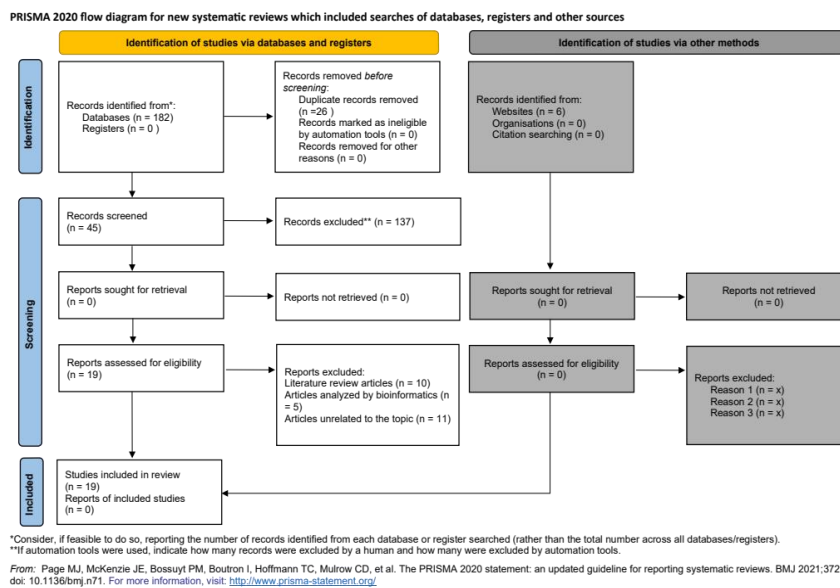 PRISMA 2020 flow diagram for new systematic reviews which included searches of databases, registers and other sources
Identification of studies via databases and registers
Identification of studies via other methods
Identification
Records identified from*:
Databases (n = 182)
Registers (n = 0 )
Records removed before
screening:
Duplicate records removed
(n =26 )
Records marked as ineligible
by automation tools (n = 0)
Records removed for other
reasons (n = 0)
Records identified from:
Websites (n = 6)
Organisations (n = 0)
Citation searching (n = 0)
Screening
Records screened
(n = 45)
Records excluded** (n = 137)
Reports sought for retrieval
(n = 0)
Reports not retrieved (n = 0)
Reports sought for retrieval
(n = 0)
Reports not retrieved
(n = 0)
Reports assessed for eligibility
(n = 19)
Reports excluded:
Literature review articles (n = 10)
Articles analyzed by bioinformatics (n
= 5)
Articles unrelated to the topic (n = 11)
Reports assessed for eligibility
(n = 0)
Reports excluded:
Reason 1 (n = x)
Reason 2 (n = x)
Reason 3 (n = x)
Included
Studies included in review
(n = 19)
Reports of included studies
(n = 0)
*Consider, if feasible to do so, reporting the number of records identified from each database or register searched (rather than the total number across all databases/registers).
**If automation tools were used, indicate how many records were excluded by a human and how many were excluded by automation tools.
From: Page MJ, McKenzie JE, Bossuyt PM, Boutron I, Hoffmann TC, Mulrow CD, et al. The PRISMA 2020 statement: an updated guideline for reporting systematic reviews. BMJ 2021;372
doi: 10.1136/bmj.n71. For more information, visit: http://www.prisma-statement.org/